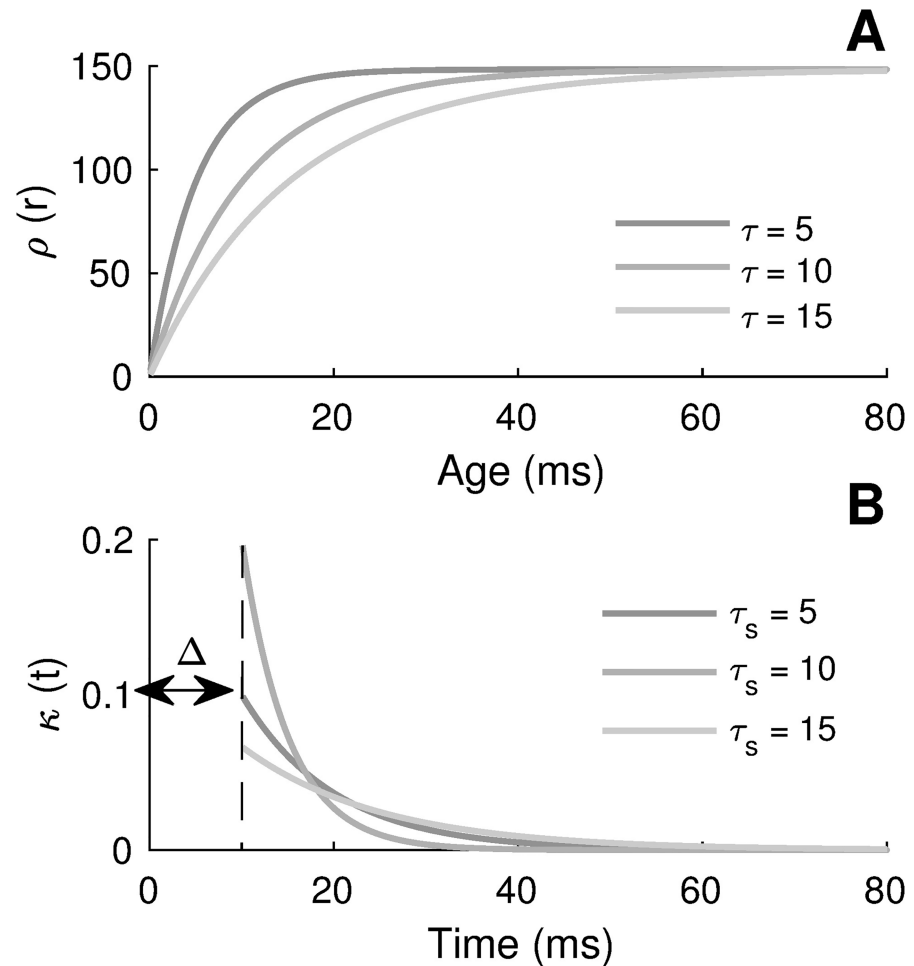 A
150
100
50
0
ρ (r)
τ = 5
τ = 10
τ = 15
0 20 40 60 80
Age (ms)
B
0.2
0.1
0
κ (t)
Δ
τs = 5
τs = 10
τs = 15
0 20 40 60 80
Time (ms)